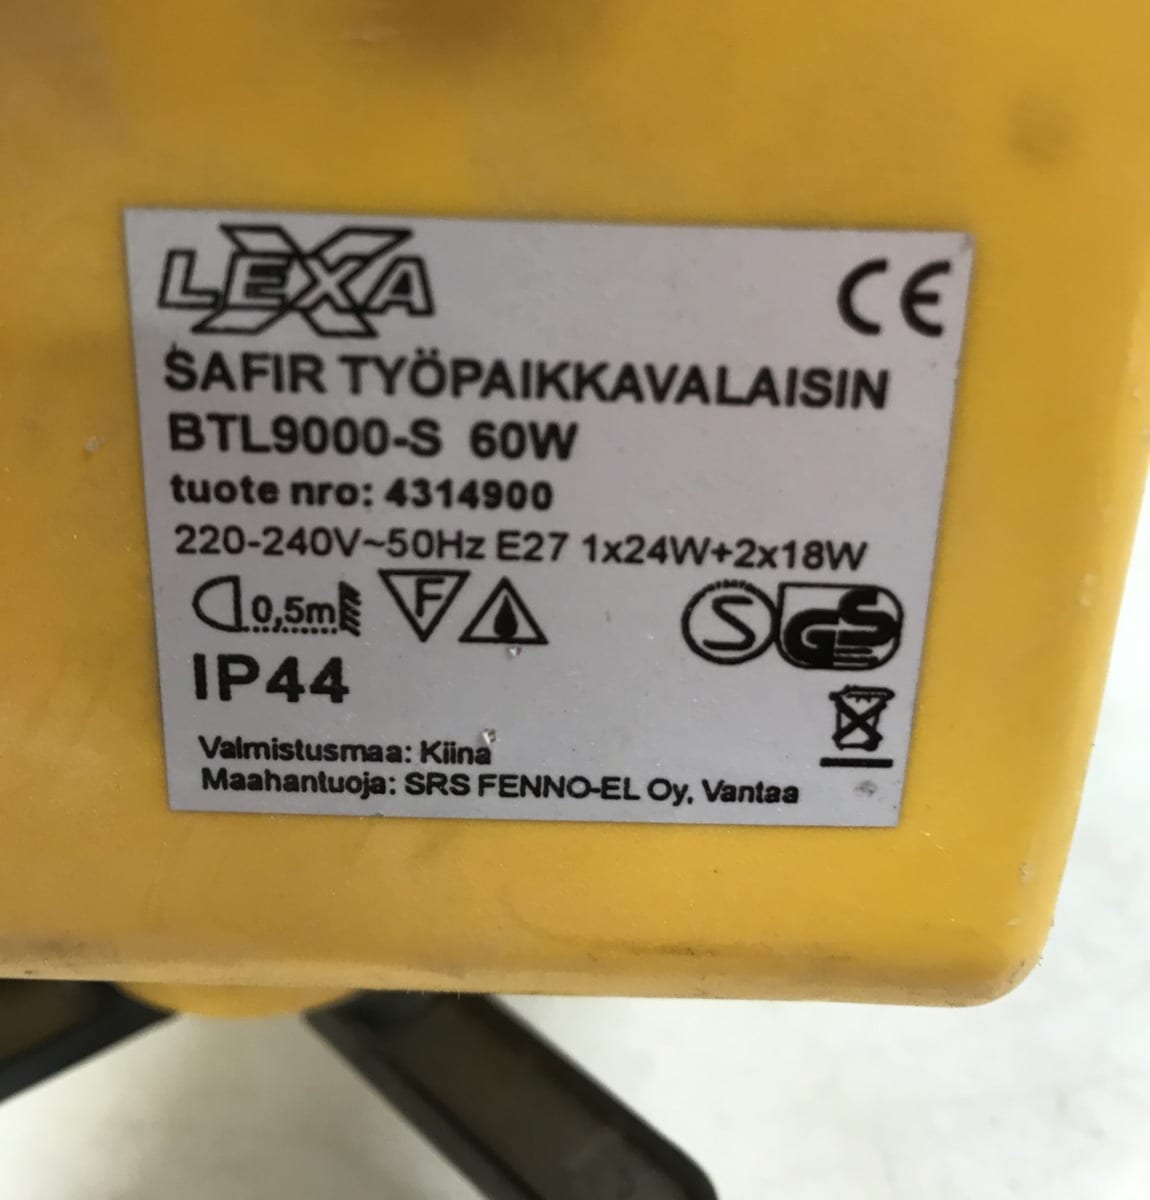 LEXA
CE
SAFIR TYÖPAIKKAVALAISIN
BTL9000-S 60W
tuote nro: 4314900
220-240V~50Hz E27 1x24W+2x18W
0,5m F S GS
IP44
Valmistusmaa: Kiina
Maahantuoja: SRS FENNO-EL Oy, Vantaa